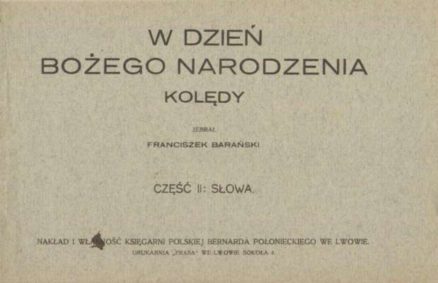 W DZIEŃ
BOŻEGO NARODZENIA
KOLĘDY
ZEBRAŁ
FRANCISZEK BARAŃSKI
CZĘŚĆ II: SŁOWA.
NAKŁAD I WŁASNOŚĆ KSIĘGARNI POLSKIEJ BERNARDA POŁONIECKIEGO WE LWOWIE.
DRUKARNIA „PRASA" WE LWOWIE SOKOŁA 4.